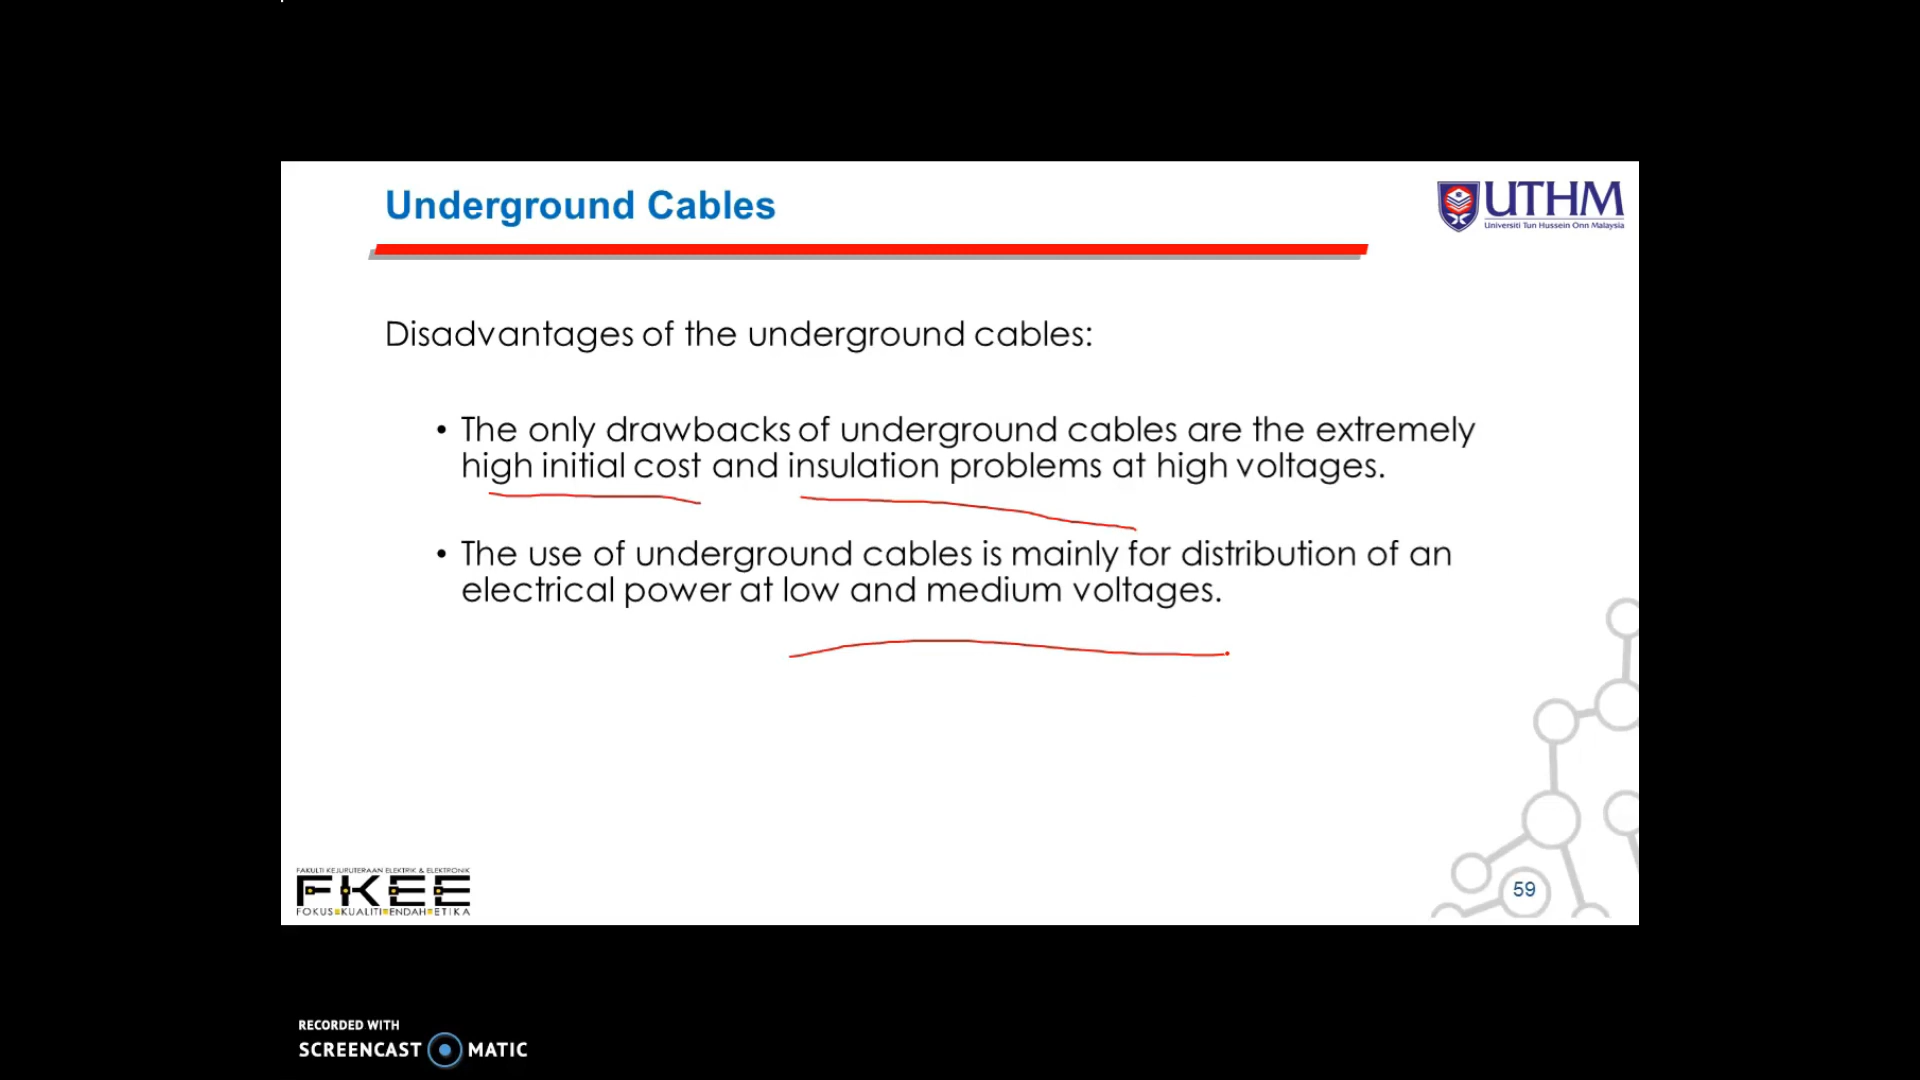 Underground Cables
UTHM
Universiti Tun Hussein Onn Malaysia
Disadvantages of the underground cables:
• The only drawbacks of underground cables are the extremely
high initial cost and insulation problems at high voltages.
• The use of underground cables is mainly for distribution of an
electrical power at low and medium voltages.
FAKULTI KEJURUTERAAN ELEKTRIK & ELEKTRONIK
FKEE
FOKUS KUALITI ENDAH ETIKA
59
RECORDED WITH
SCREENCAST MATIC